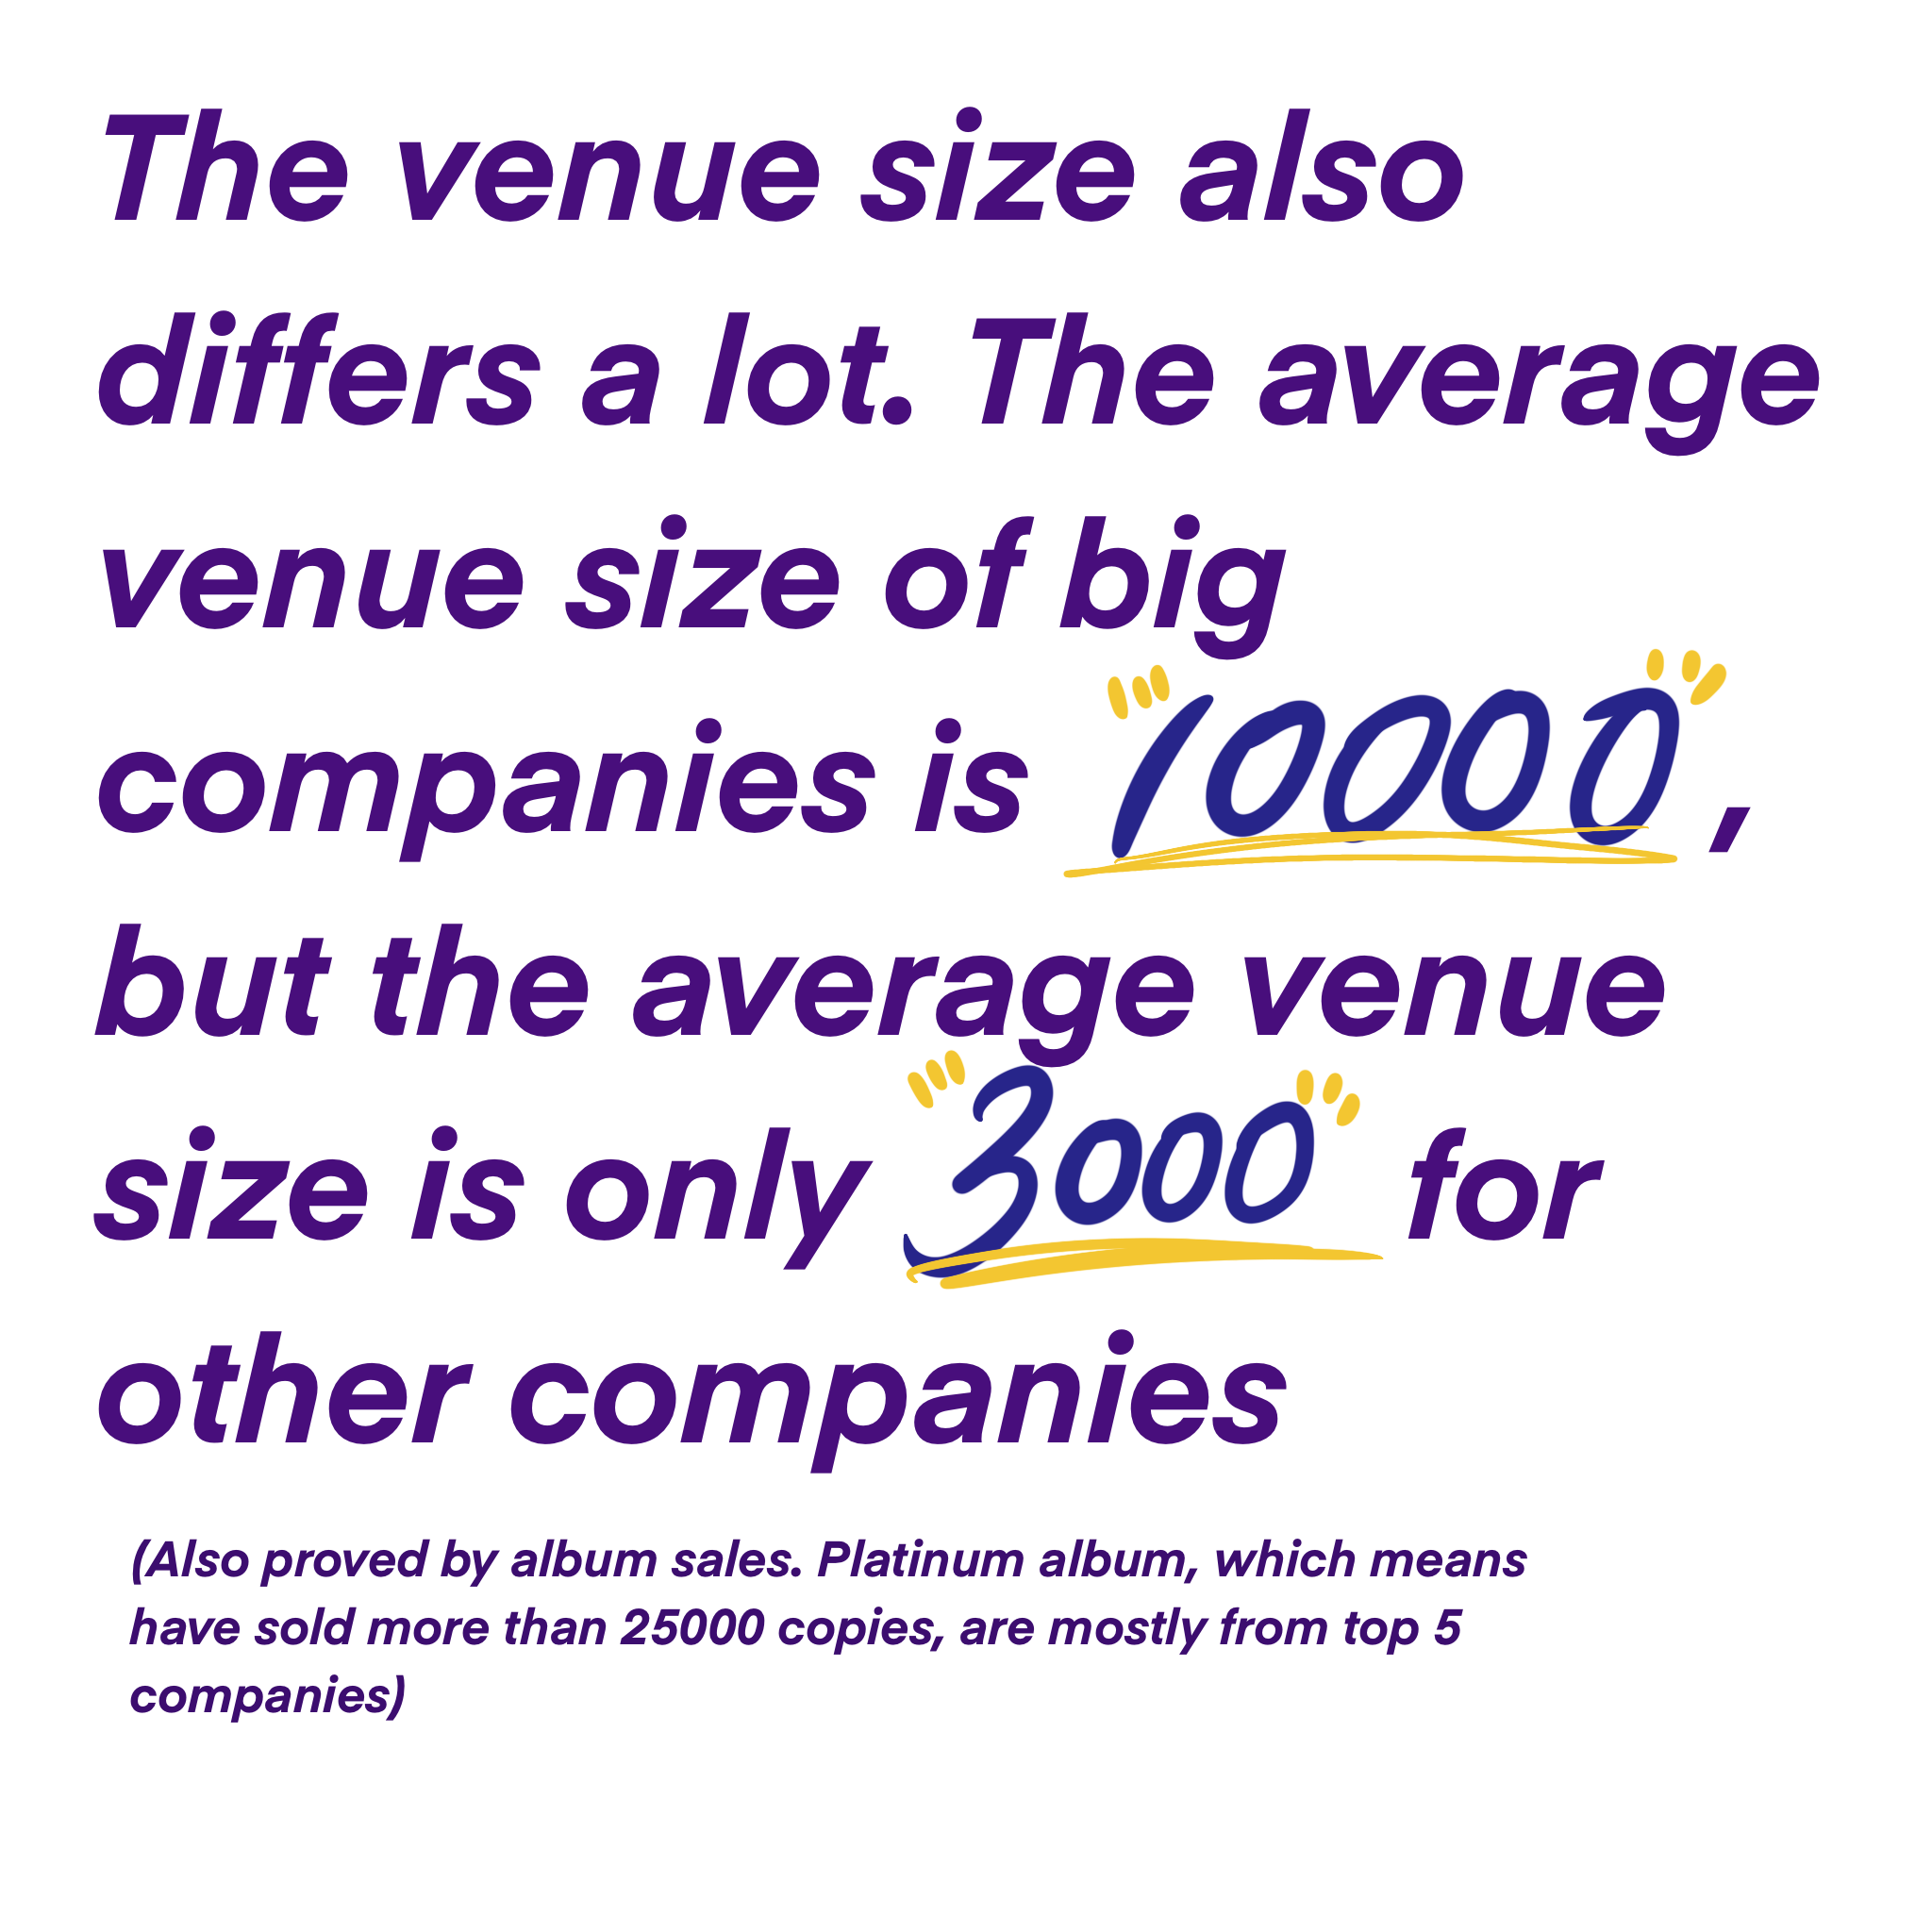 The venue size also
differs a lot. The average
venue size of big
companies is 10000 ,
but the average venue
size is only 3000 for
other companies
(Also proved by album sales. Platinum album, which means
have sold more than 25000 copies, are mostly from top 5
companies)